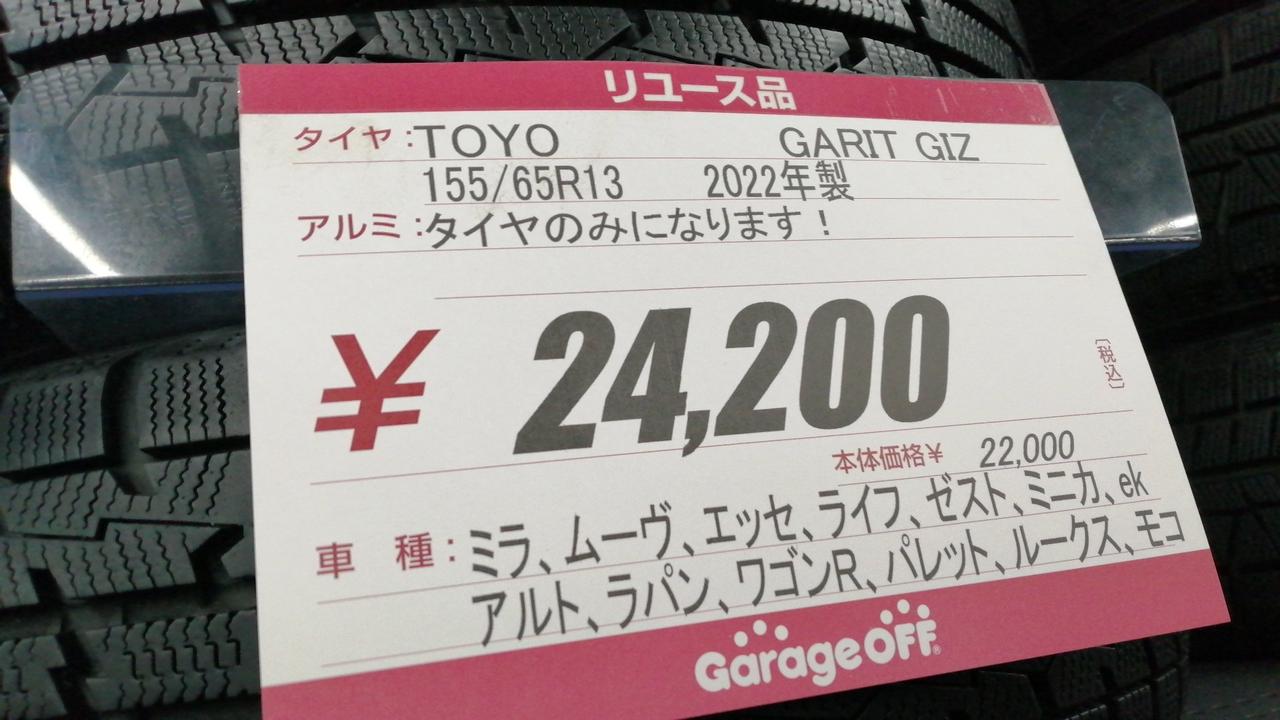 リユース品
タイヤ:TOYO GARIT GIZ
155/65R13 2022年製
アルミ:タイヤのみになります!
¥ 24,200 [税込]
本体価格¥ 22,000
車 種:ミラ、ムーヴ、エッセ、ライフ、ゼスト、ミニカ、ek
アルト、ラパン、ワゴンR、パレット、ルークス、モコ
Garage OFF®